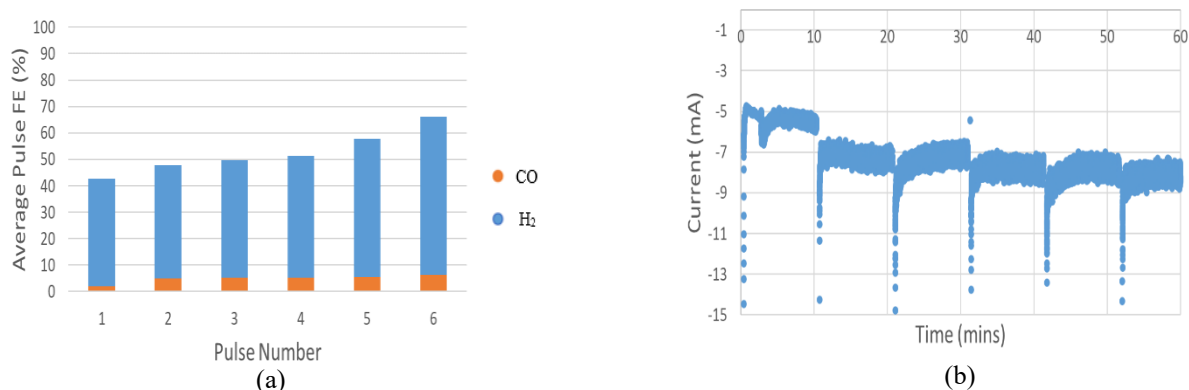 Average Pulse FE (%)
100
90
80
70
60
50
40
30
20
10
0
1 2 3 4 5 6
Pulse Number
(a)
CO
H₂
Current (mA)
-1
-3
-5
-7
-9
-11
-13
-15
0 10 20 30 40 50 60
Time (mins)
(b)